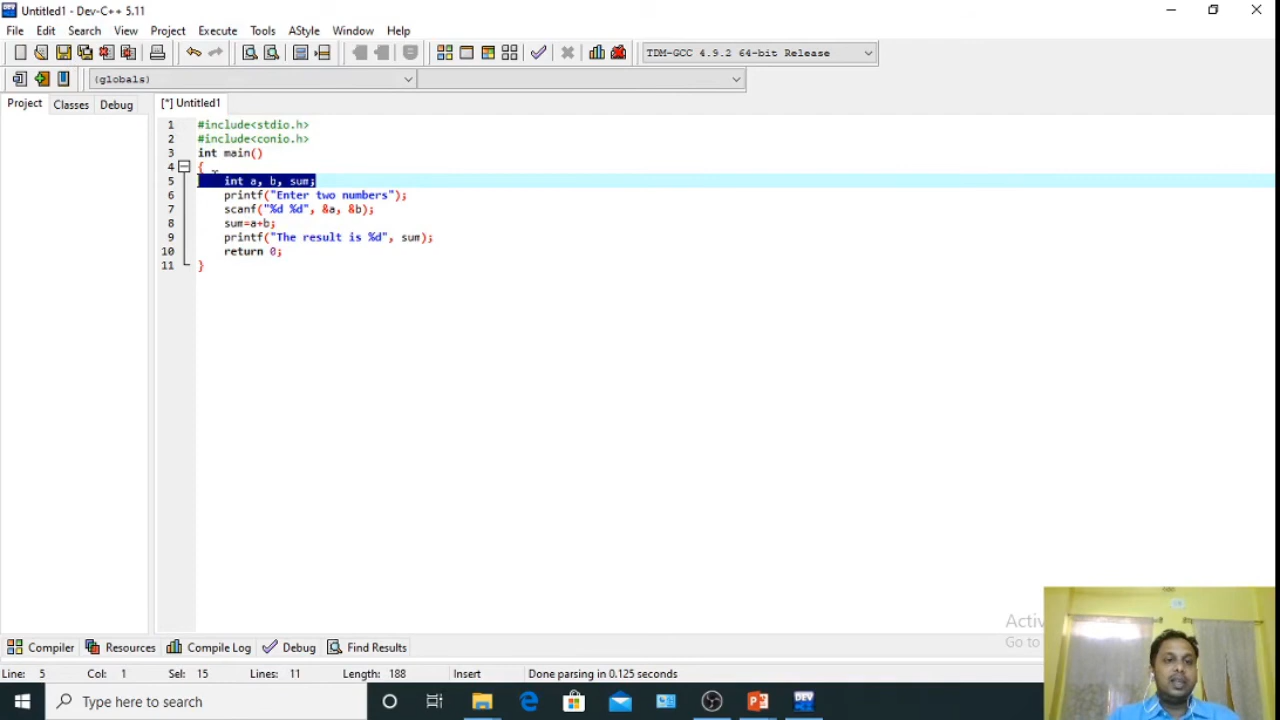 Untitled1 - Dev-C++ 5.11
File Edit Search View Project Execute Tools AStyle Window Help
TDM-GCC 4.9.2 64-bit Release
(globals)
Project Classes Debug [*] Untitled1
1 #include<stdio.h>
2 #include<conio.h>
3 int main()
4 {
5 int a, b, sum;
6 printf("Enter two numbers");
7 scanf("%d %d", &a, &b);
8 sum=a+b;
9 printf("The result is %d", sum);
10 return 0;
11 }
Activ
Go to
Compiler Resources Compile Log Debug Find Results
Line: 5 Col: 1 Sel: 15 Lines: 11 Length: 188 Insert Done parsing in 0.125 seconds
Type here to search